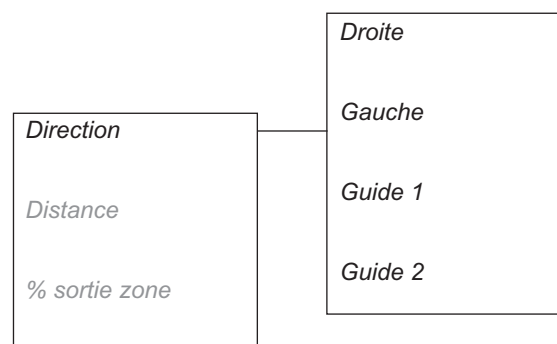 Direction
Distance
% sortie zone
Droite
Gauche
Guide 1
Guide 2